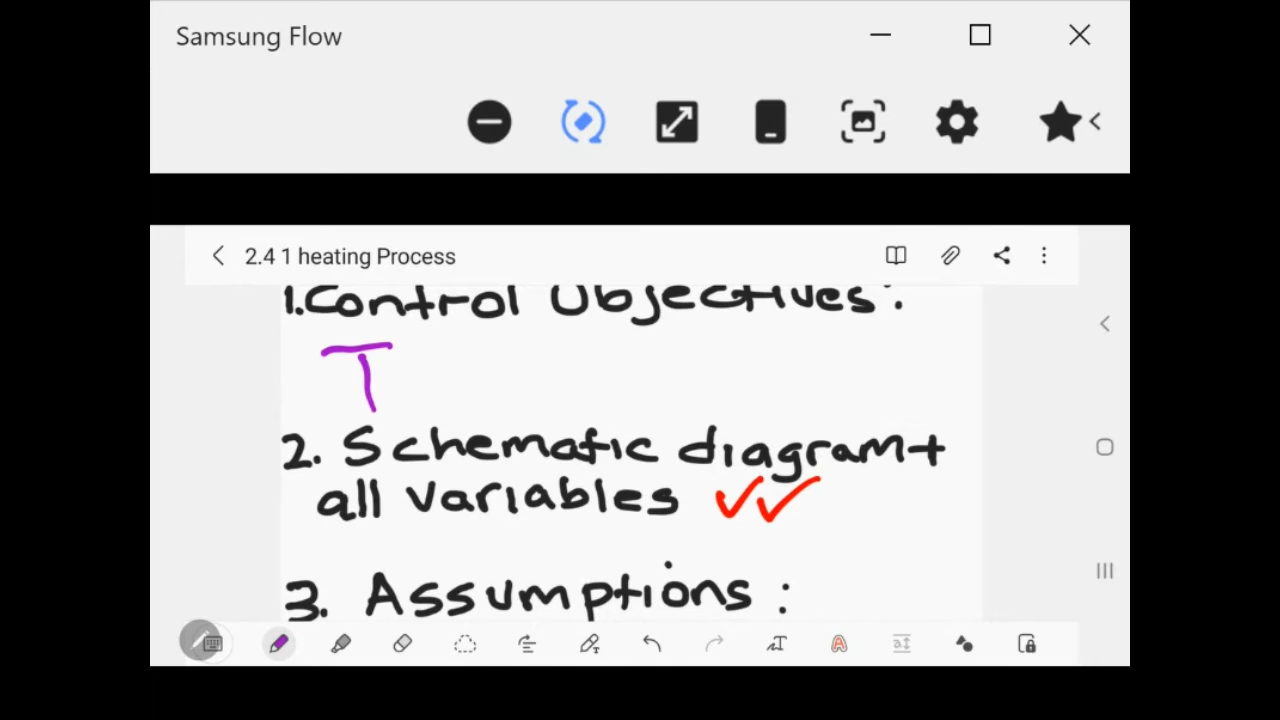 Samsung Flow
2.4 1 heating Process
1.Control Objectives:
T
2. Schematic diagram+
all variables
3. Assumptions: